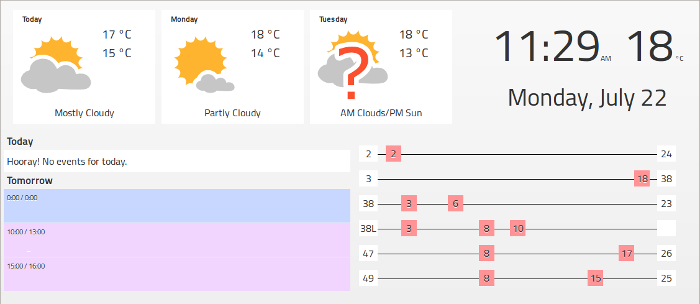 Today
17 °C
15 °C
Mostly Cloudy
Monday
18 °C
14 °C
Partly Cloudy
Tuesday
18 °C
13 °C
?
AM Clouds/PM Sun
11:29 AM 18 °C
Monday, July 22
Today
Hooray! No events for today.
Tomorrow
0:00 / 0:00
10:00 / 13:00
15:00 / 16:00
2 2 24
3 18 38
38 3 6 23
38L 3 8 10
47 8 17 26
49 8 15 25